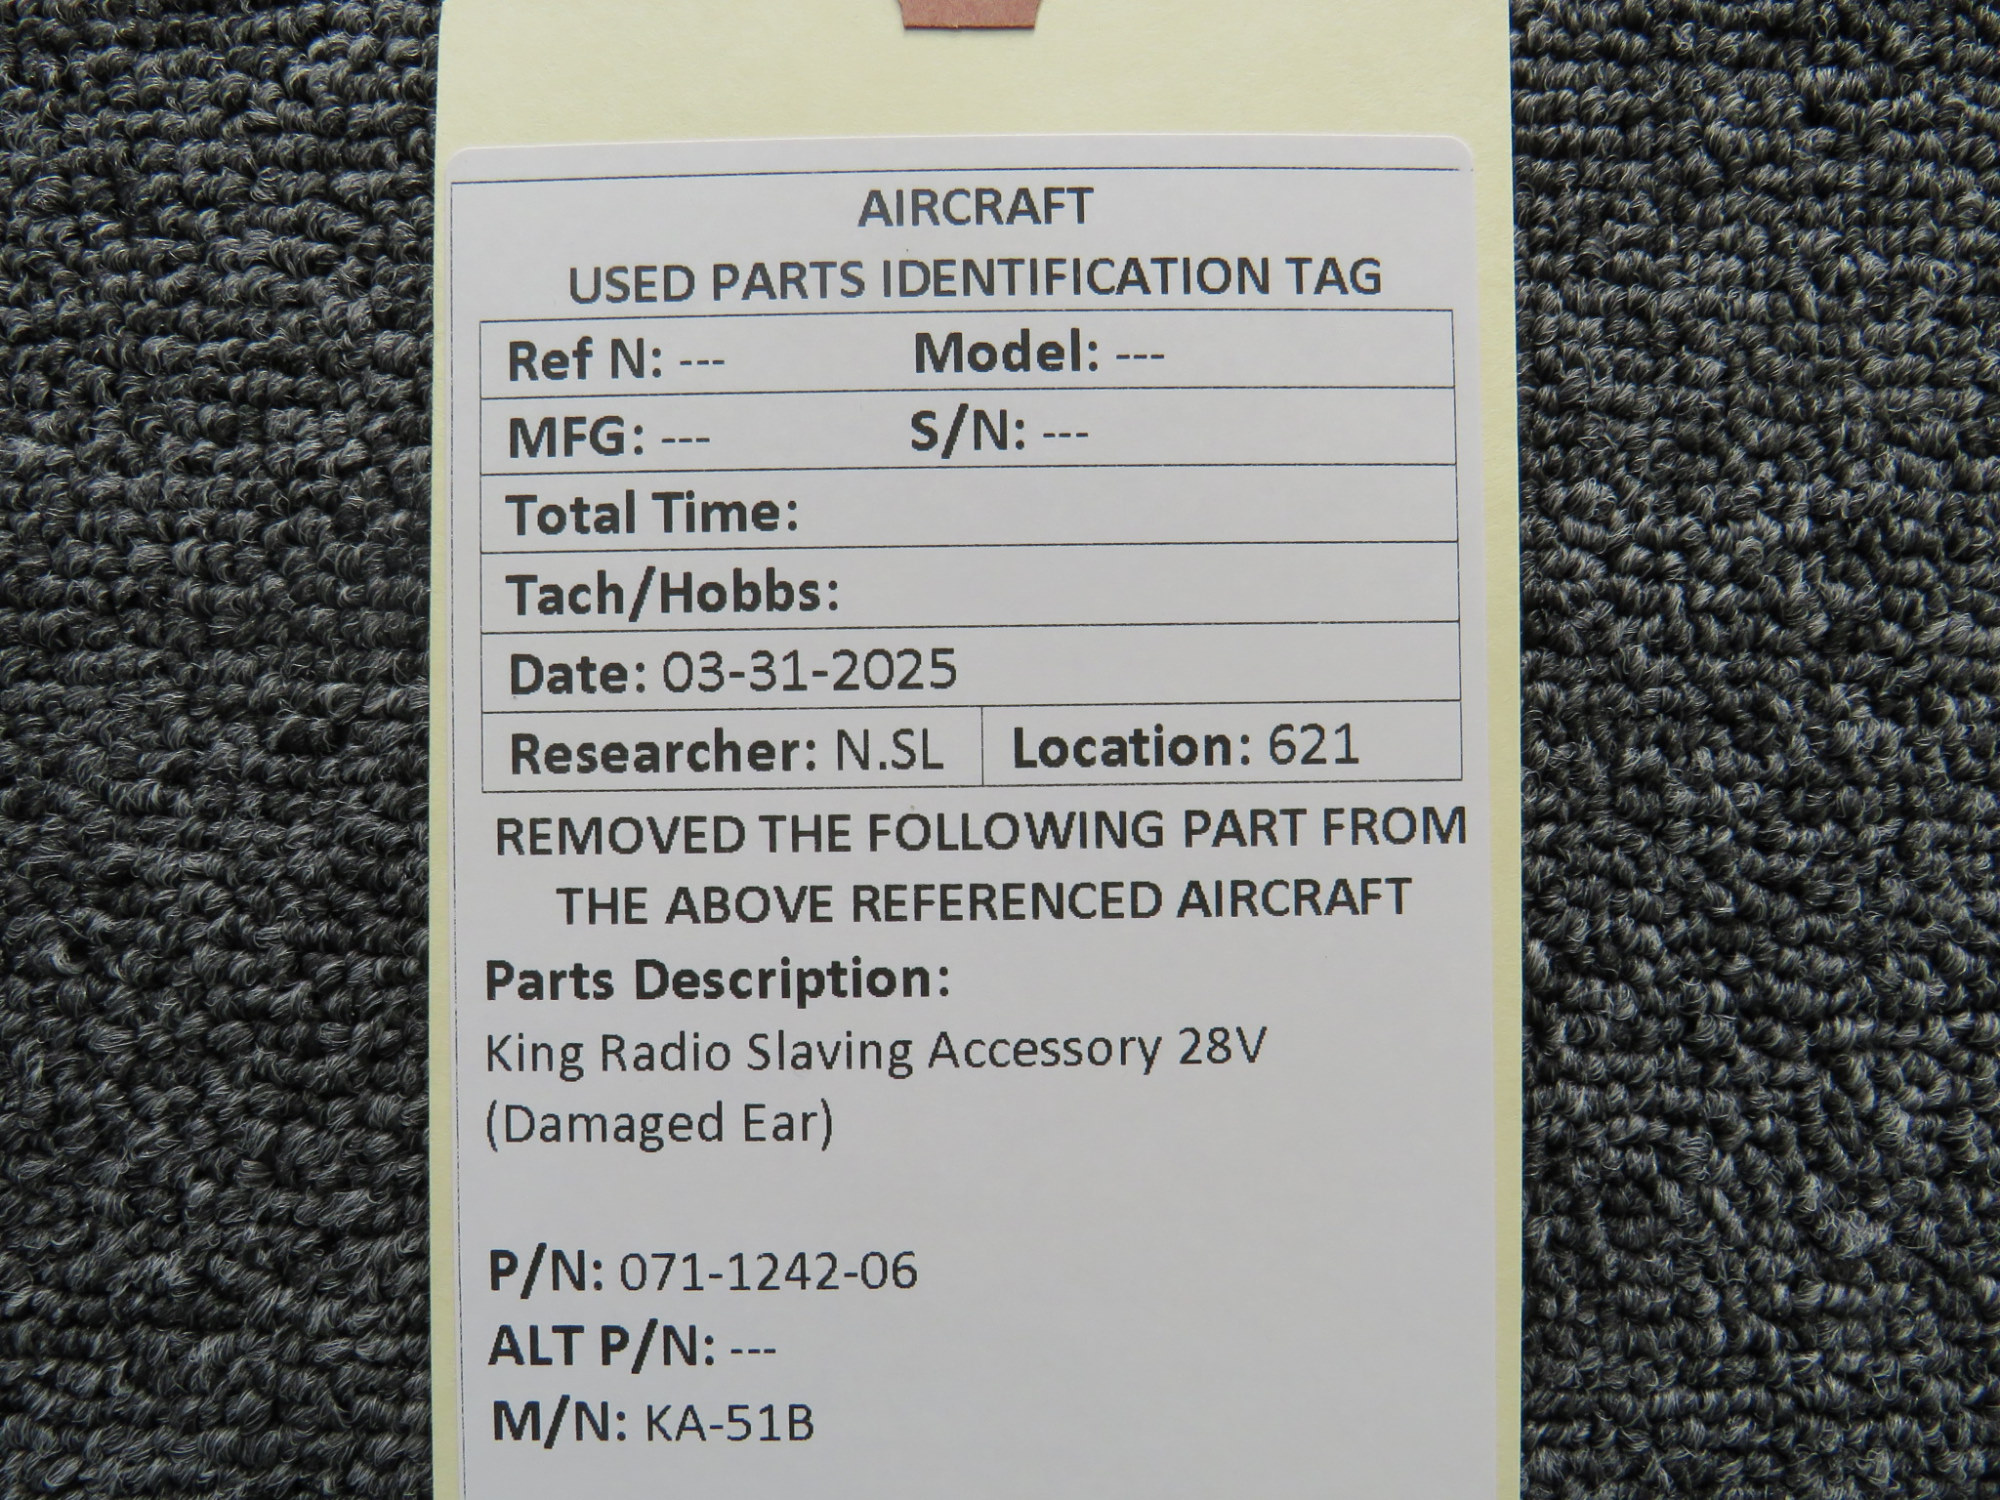 AIRCRAFT
USED PARTS IDENTIFICATION TAG
Ref N: --- Model: ---
MFG: --- S/N: ---
Total Time:
Tach/Hobbs:
Date: 03-31-2025
Researcher: N.SL Location: 621
REMOVED THE FOLLOWING PART FROM
THE ABOVE REFERENCED AIRCRAFT
Parts Description:
King Radio Slaving Accessory 28V
(Damaged Ear)
P/N: 071-1242-06
ALT P/N: ---
M/N: KA-51B